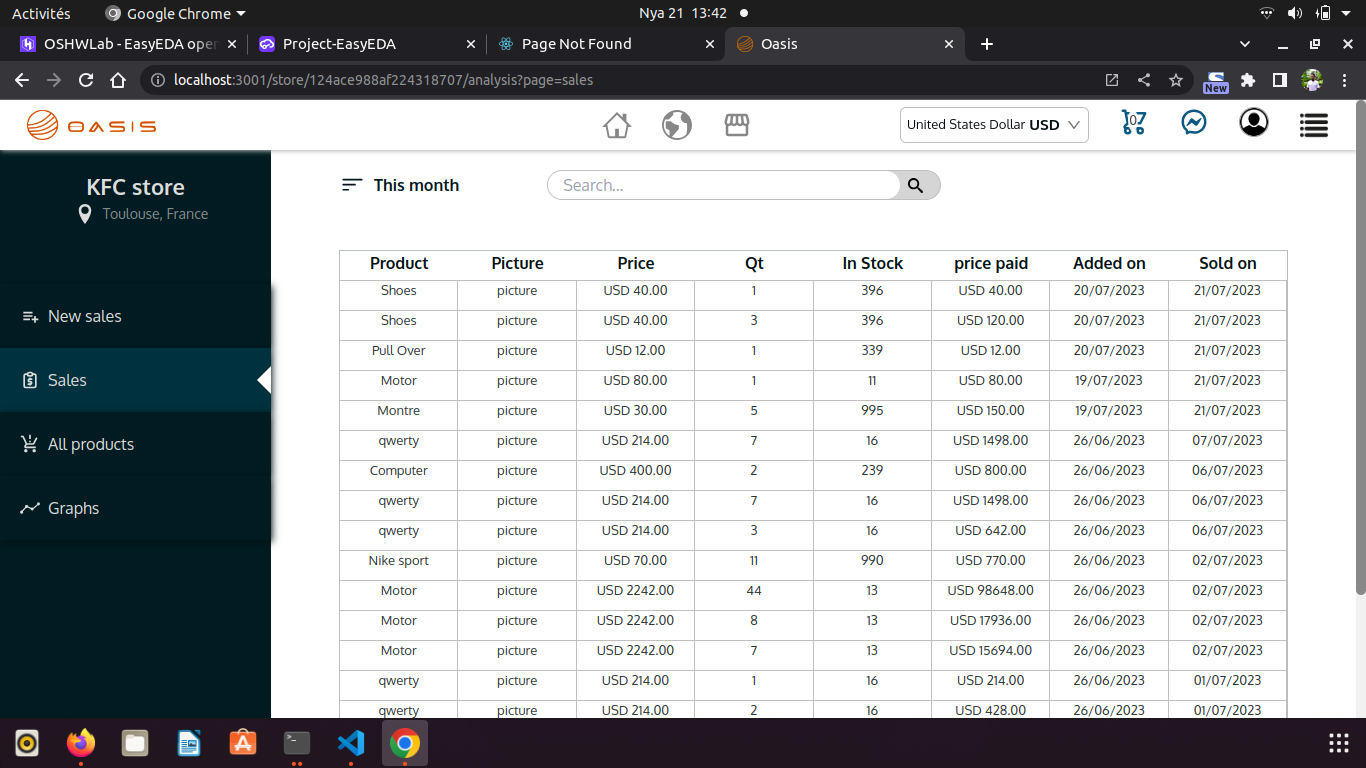 Activités Google Chrome Nya 21 13:42
OSHWLab - EasyEDA oper Project-EasyEDA Page Not Found Oasis
localhost:3001/store/124ace988af224318707/analysis?page=sales New
OASIS United States Dollar USD 07
KFC store
Toulouse, France
New sales
Sales
All products
Graphs
This month Search...
Product Picture Price Qt In Stock price paid Added on Sold on
Shoes picture USD 40.00 1 396 USD 40.00 20/07/2023 21/07/2023
Shoes picture USD 40.00 3 396 USD 120.00 20/07/2023 21/07/2023
Pull Over picture USD 12.00 1 339 USD 12.00 20/07/2023 21/07/2023
Motor picture USD 80.00 1 11 USD 80.00 19/07/2023 21/07/2023
Montre picture USD 30.00 5 995 USD 150.00 19/07/2023 21/07/2023
qwerty picture USD 214.00 7 16 USD 1498.00 26/06/2023 07/07/2023
Computer picture USD 400.00 2 239 USD 800.00 26/06/2023 06/07/2023
qwerty picture USD 214.00 7 16 USD 1498.00 26/06/2023 06/07/2023
qwerty picture USD 214.00 3 16 USD 642.00 26/06/2023 06/07/2023
Nike sport picture USD 70.00 11 990 USD 770.00 26/06/2023 02/07/2023
Motor picture USD 2242.00 44 13 USD 98648.00 26/06/2023 02/07/2023
Motor picture USD 2242.00 8 13 USD 17936.00 26/06/2023 02/07/2023
Motor picture USD 2242.00 7 13 USD 15694.00 26/06/2023 02/07/2023
qwerty picture USD 214.00 1 16 USD 214.00 26/06/2023 01/07/2023
qwerty picture USD 214.00 2 16 USD 428.00 26/06/2023 01/07/2023